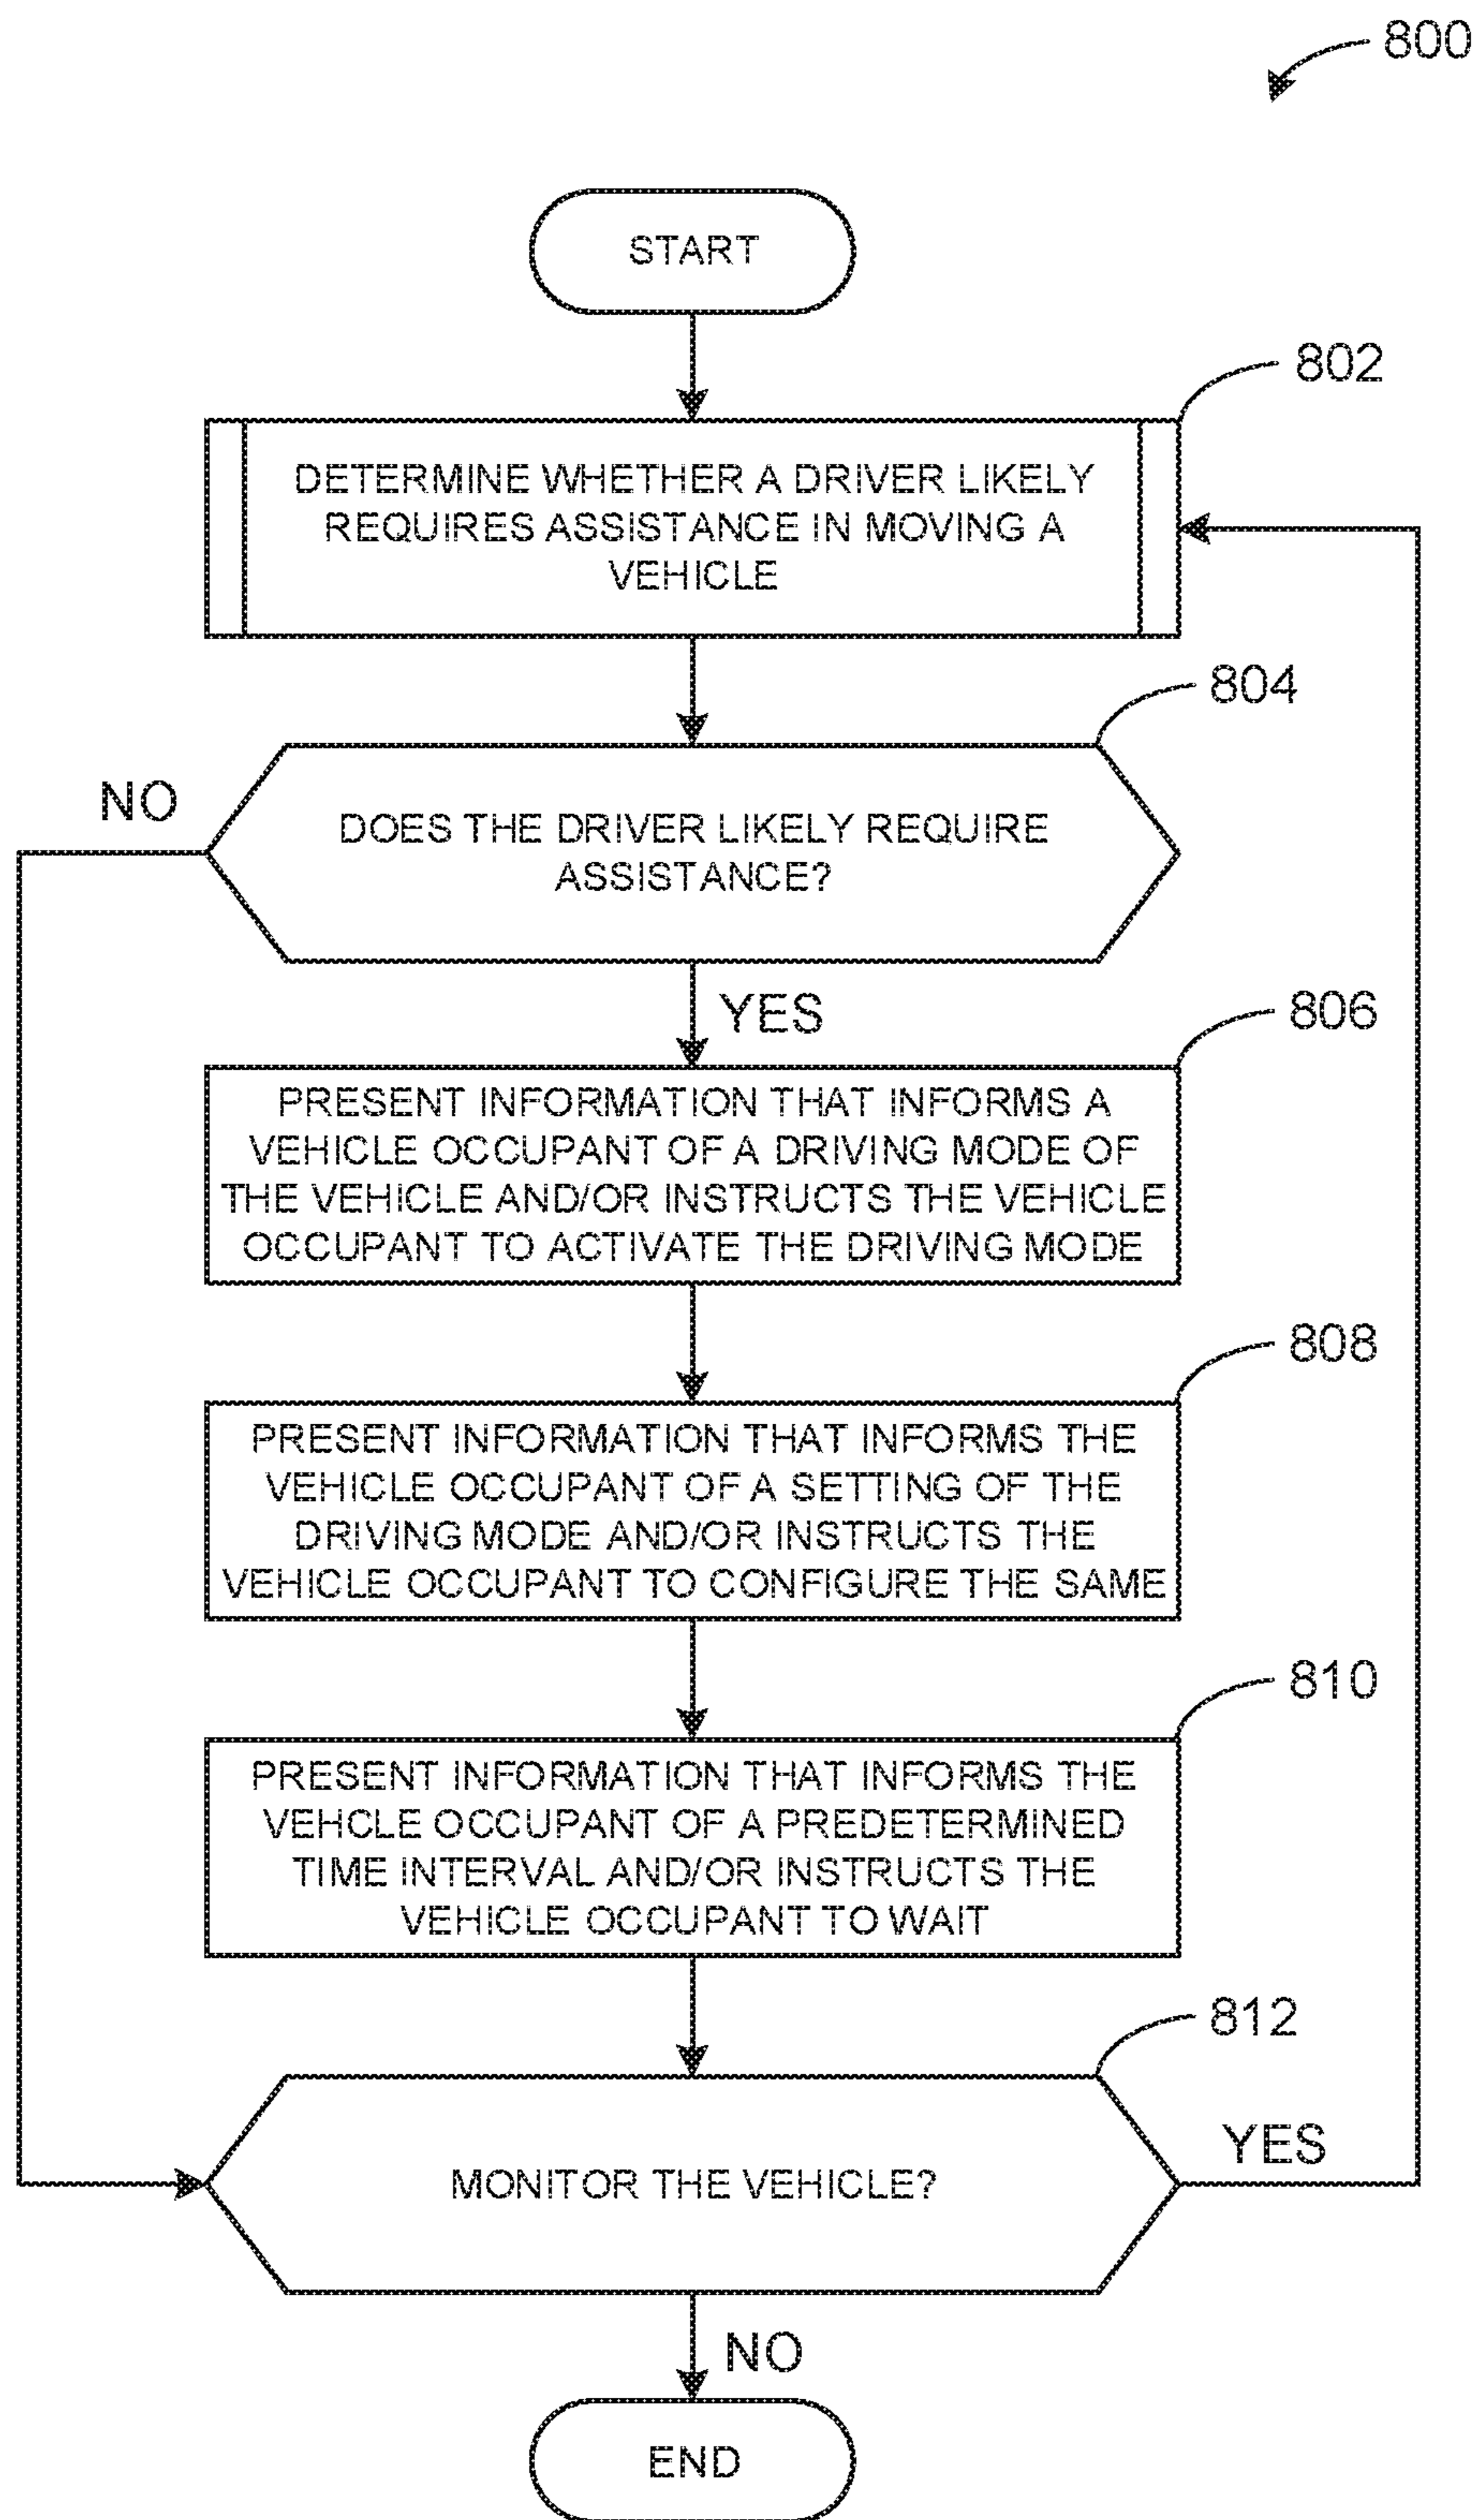 800
START
802
DETERMINE WHETHER A DRIVER LIKELY
REQUIRES ASSISTANCE IN MOVING A
VEHICLE
804
NO
DOES THE DRIVER LIKELY REQUIRE
ASSISTANCE?
YES
806
PRESENT INFORMATION THAT INFORMS A
VEHICLE OCCUPANT OF A DRIVING MODE OF
THE VEHICLE AND/OR INSTRUCTS THE VEHICLE
OCCUPANT TO ACTIVATE THE DRIVING MODE
808
PRESENT INFORMATION THAT INFORMS THE
VEHICLE OCCUPANT OF A SETTING OF THE
DRIVING MODE AND/OR INSTRUCTS THE
VEHICLE OCCUPANT TO CONFIGURE THE SAME
810
PRESENT INFORMATION THAT INFORMS THE
VEHCLE OCCUPANT OF A PREDETERMINED
TIME INTERVAL AND/OR INSTRUCTS THE
VEHICLE OCCUPANT TO WAIT
812
MONITOR THE VEHICLE?
YES
NO
END